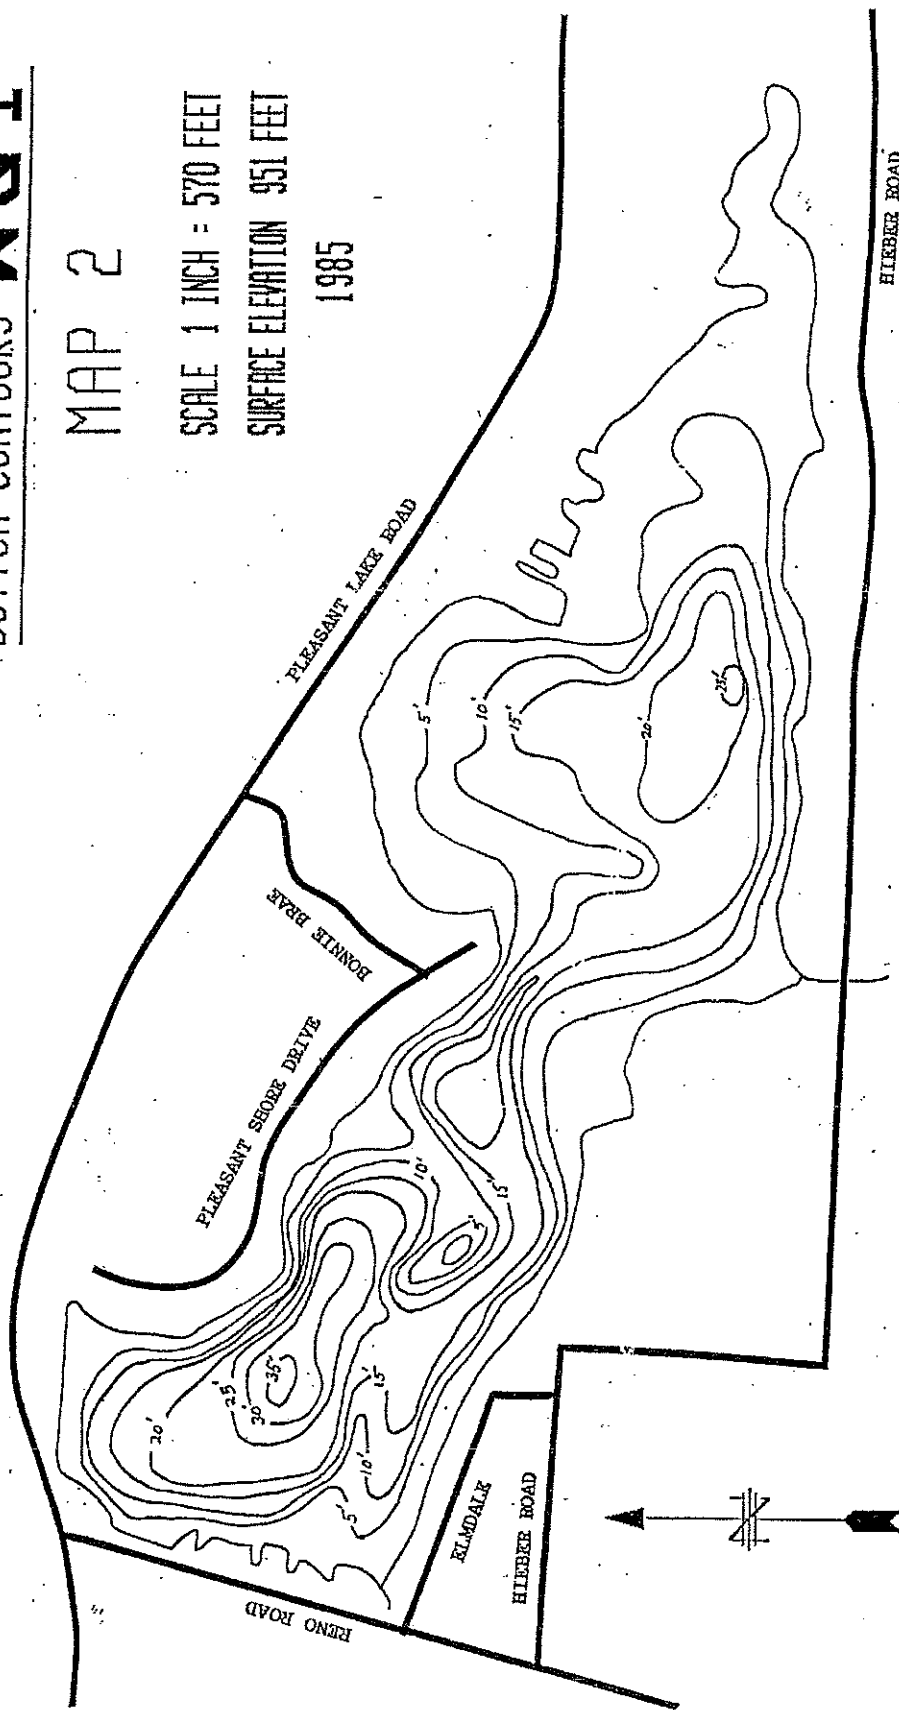 BOTTOM CONTOURS
MAP 2
SCALE 1 INCH = 570 FEET
SURFACE ELEVATION 951 FEET
1985
PLEASANT LAKE ROAD
BONNIE BRAE
PLEASANT SHORE DRIVE
HIEBER ROAD
RENO ROAD
ELMDALE
HIEBER ROAD
5'
10'
15'
20'
25'
20'
25'
30'
35'
15'
10'
5'
10'
15'
5'
N